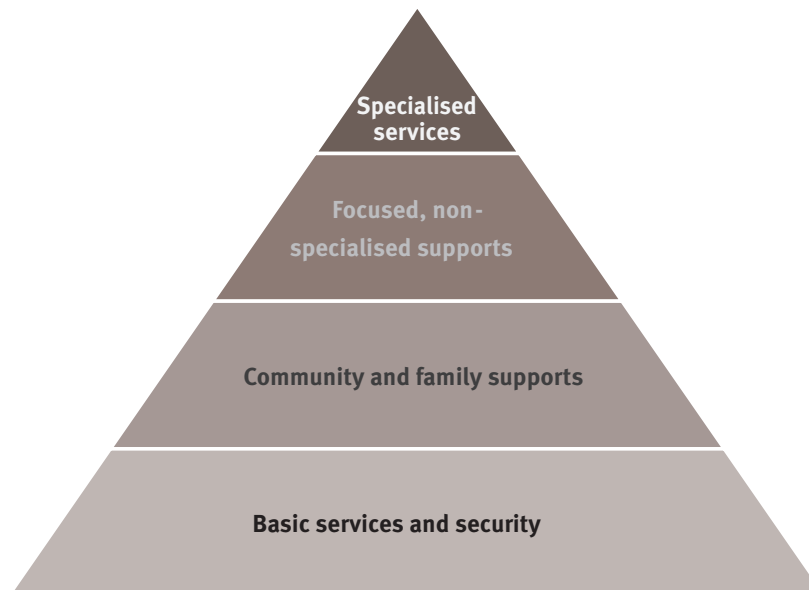 Specialised
services
Focused, non-
specialised supports
Community and family supports
Basic services and security